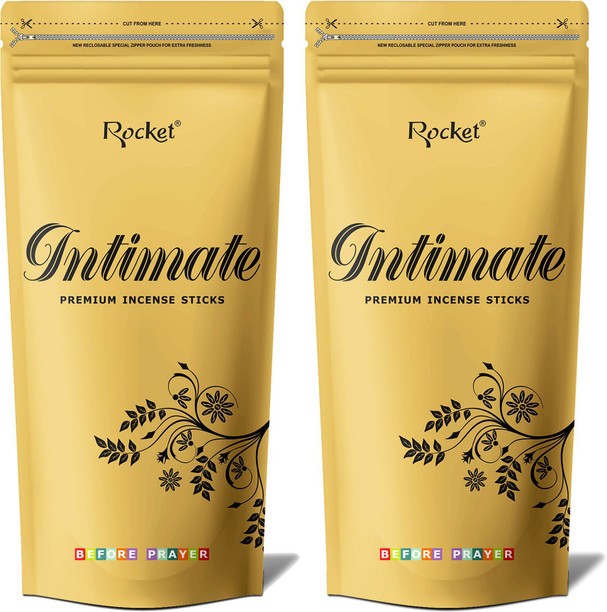 CUT FROM HERE
NEW RECLOSABLE SPECIAL ZIPPER POUCH FOR EXTRA FRESHNESS
Rocket®
Intimate
PREMIUM INCENSE STICKS
BEFORE PRAYER
CUT FROM HERE
NEW RECLOSABLE SPECIAL ZIPPER POUCH FOR EXTRA FRESHNESS
Rocket®
Intimate
PREMIUM INCENSE STICKS
BEFORE PRAYER